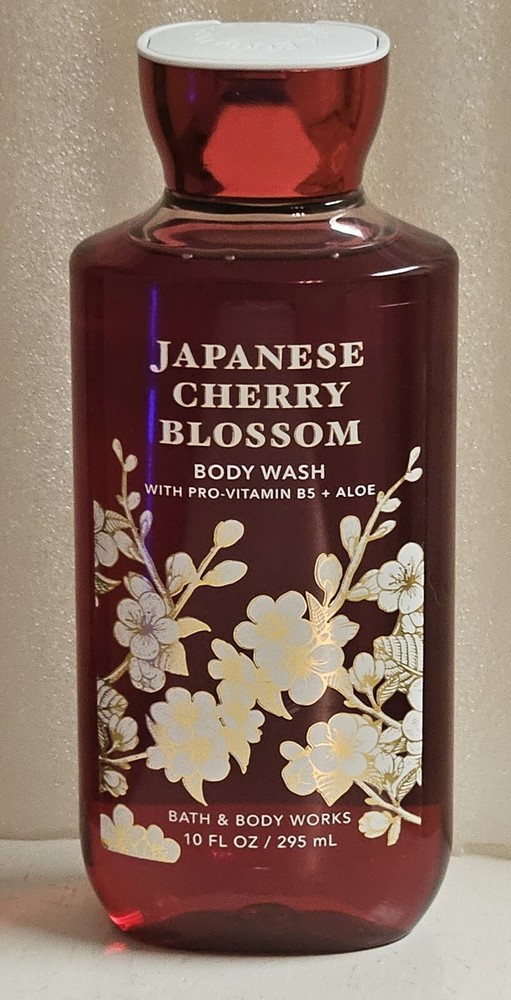 JAPANESE
CHERRY
BLOSSOM
BODY WASH
WITH PRO-VITAMIN B5 + ALOE
BATH & BODY WORKS
10 FL OZ / 295 mL